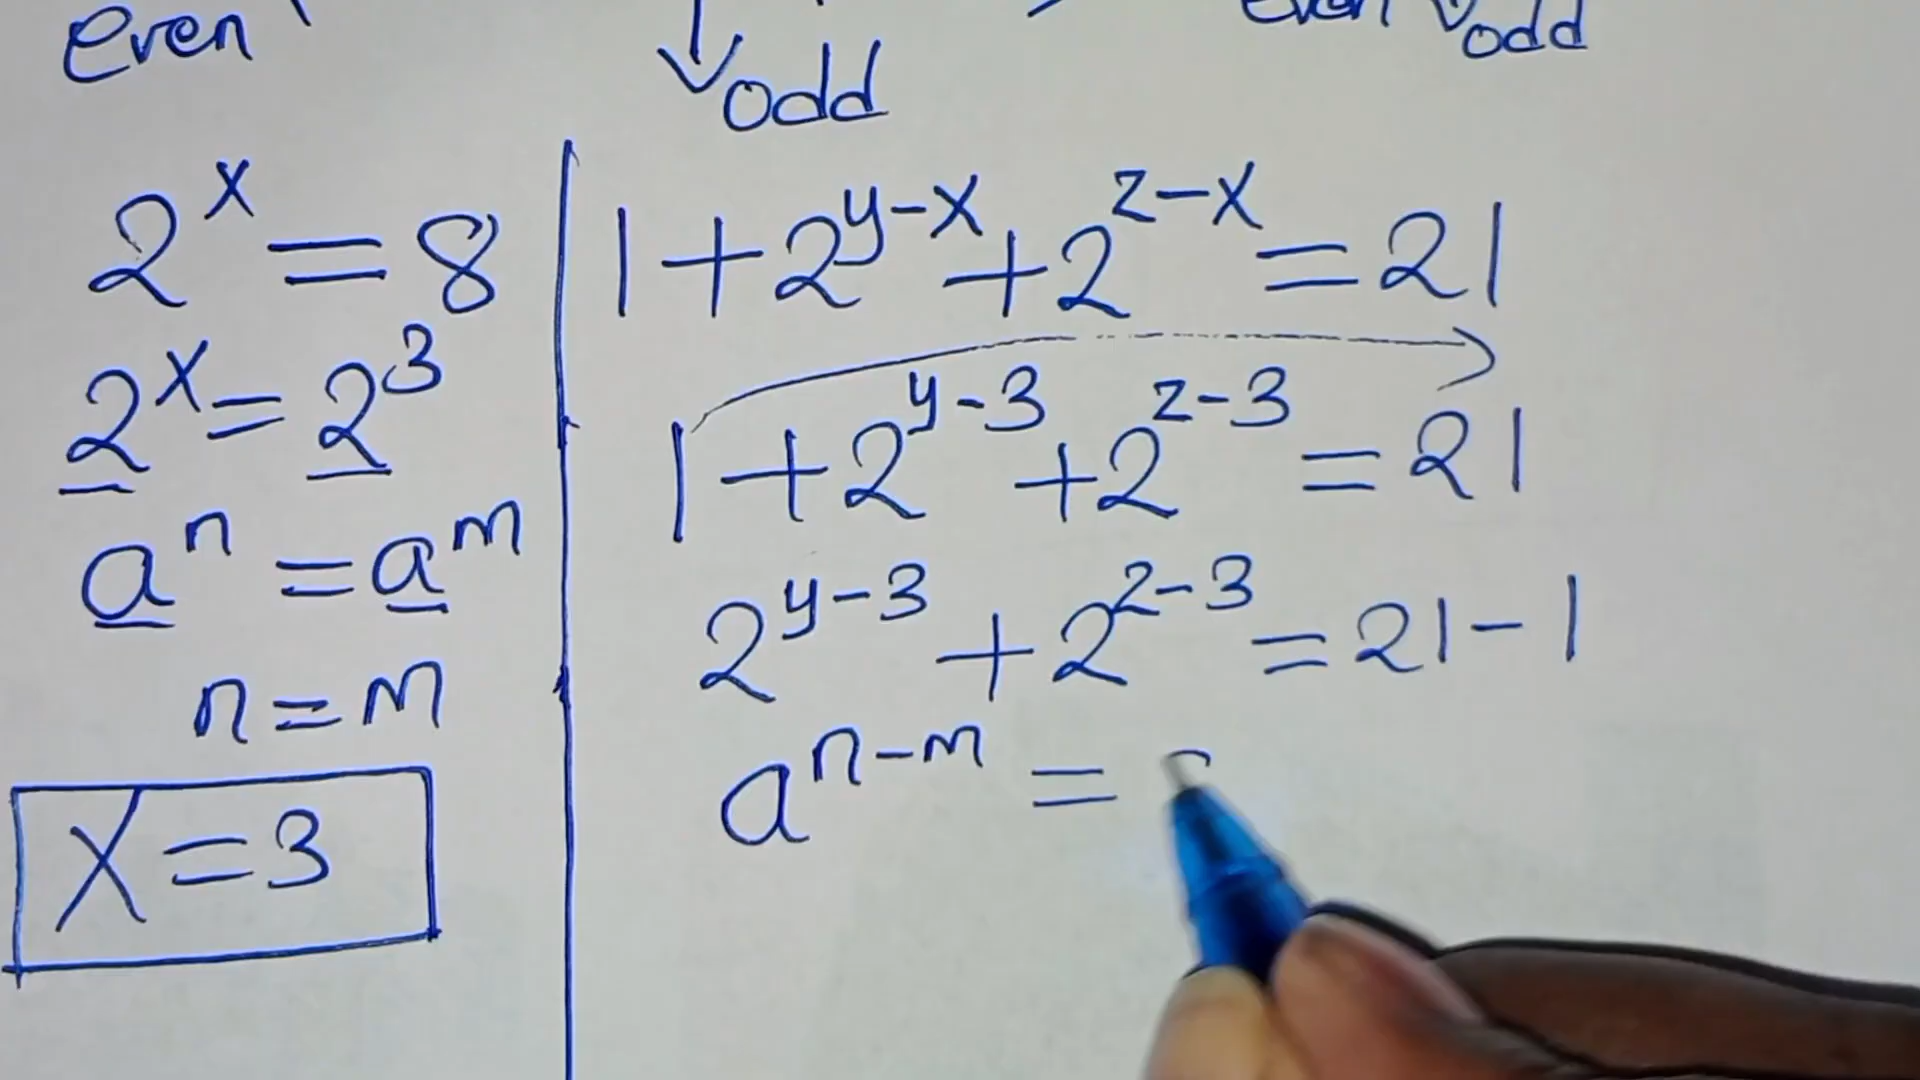 even
odd
even odd
2^x = 8
2^x = 2^3
a^n = a^m
n = m
x = 3
1 + 2^{y-x} + 2^{z-x} = 21
1 + 2^{y-3} + 2^{z-3} = 21
2^{y-3} + 2^{z-3} = 21 - 1
a^{n-m} =